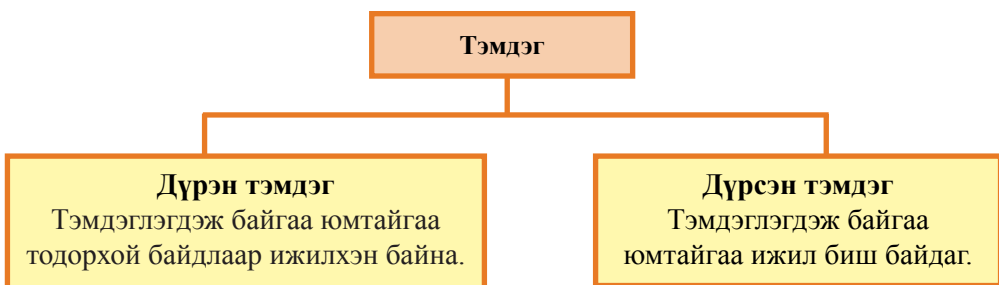 Тэмдэг
Дүрэн тэмдэг
Тэмдэглэгдэж байгаа юмтайгаа
тодорхой байдлаар ижилхэн байна.
Дүрсэн тэмдэг
Тэмдэглэгдэж байгаа
юмтайгаа ижил биш байдаг.